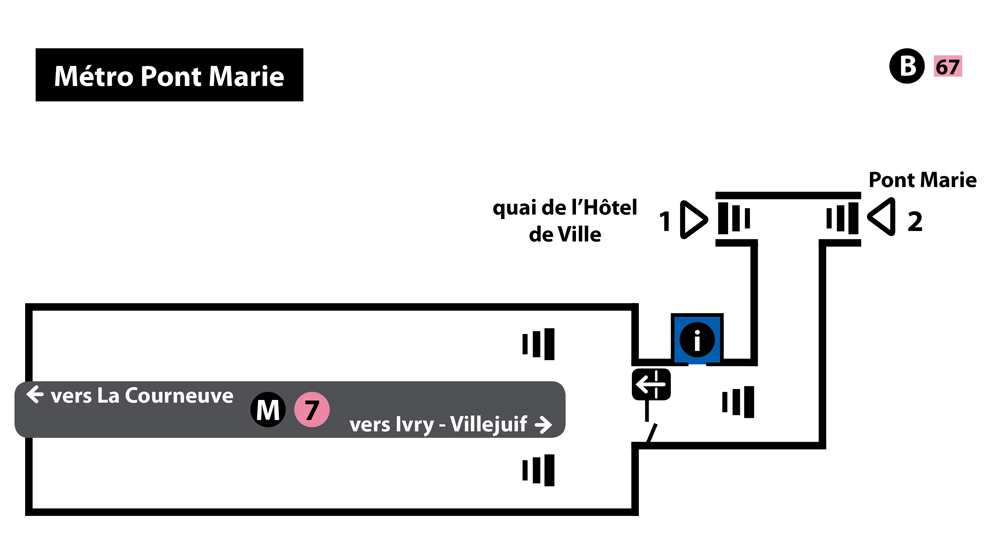 Métro Pont Marie
B 67
Pont Marie
quai de l'Hôtel
de Ville
1
2
i
← vers La Courneuve
M 7
vers Ivry - Villejuif →